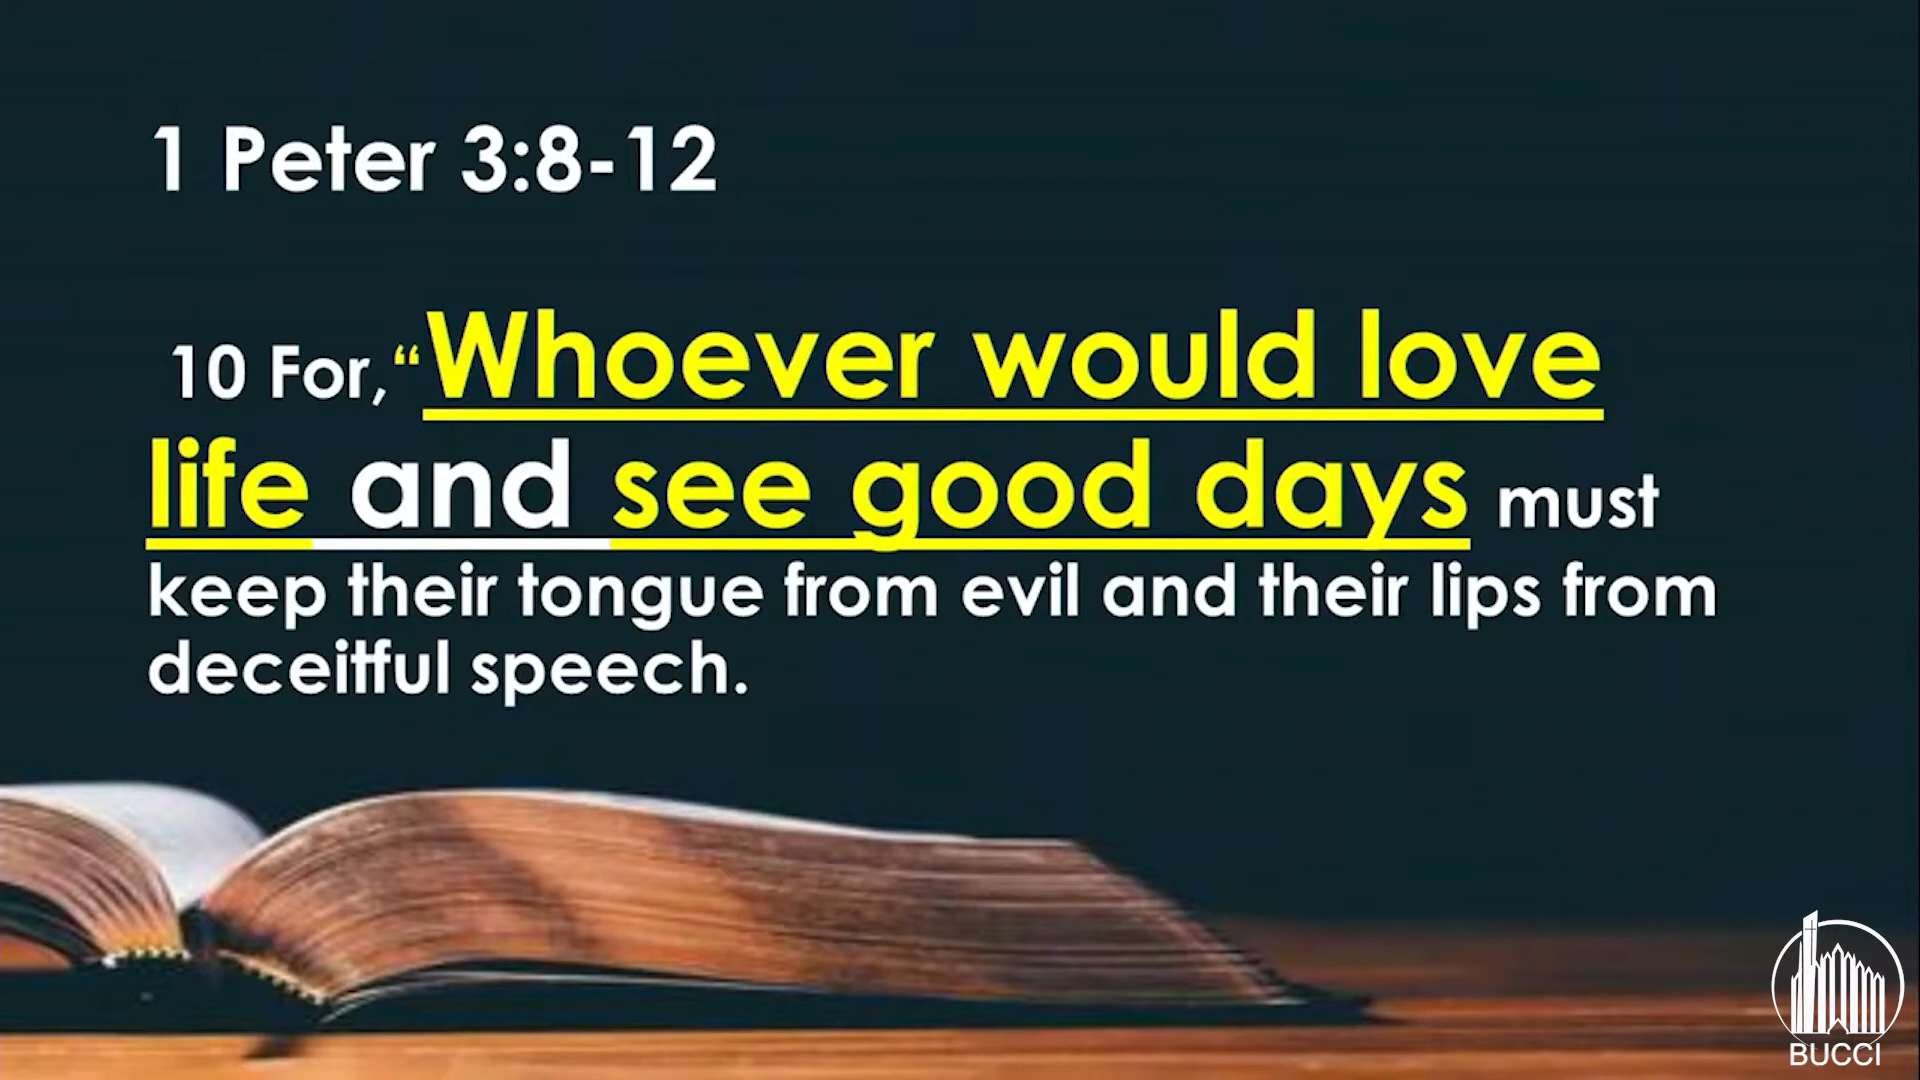 1 Peter 3:8-12
10 For,“Whoever would love
life and see good days must
keep their tongue from evil and their lips from
deceitful speech.
BUCCI